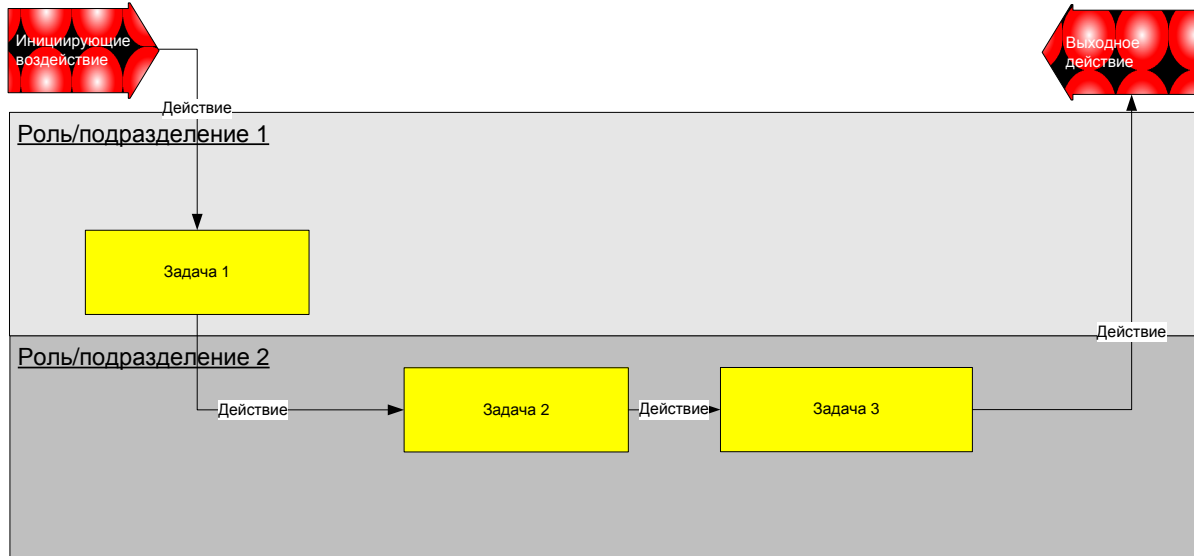 Инициирующие
воздействие
Выходное
действие
Действие
Роль/подразделение 1
Задача 1
Действие
Роль/подразделение 2
Задача 2
Задача 3
Действие
Действие